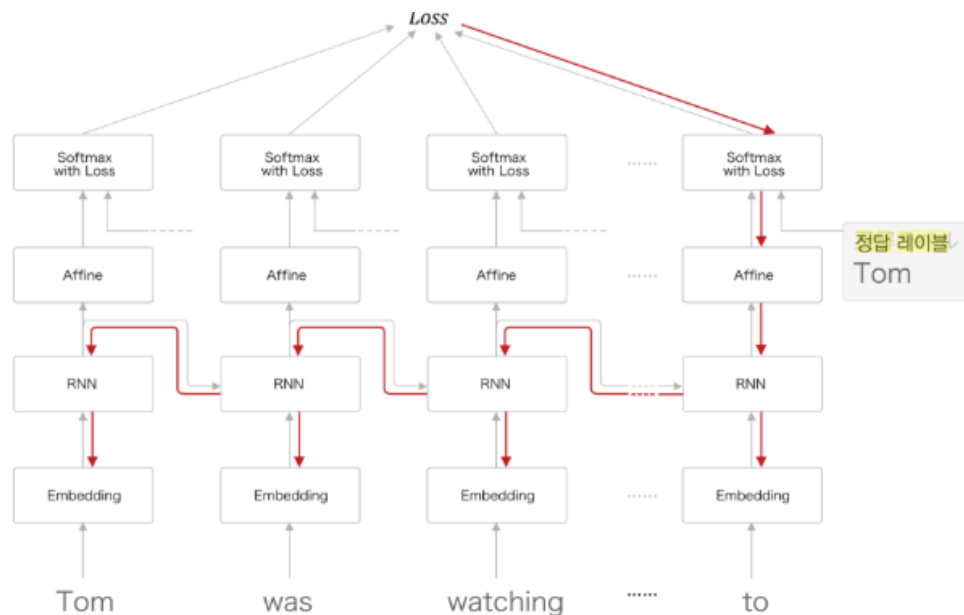 Loss
Softmax
with Loss
Softmax
with Loss
Softmax
with Loss
......
Softmax
with Loss
정답 레이블
Tom
Affine
Affine
Affine
......
Affine
RNN
RNN
RNN
RNN
Embedding
Embedding
Embedding
......
Embedding
Tom
was
watching
......
to